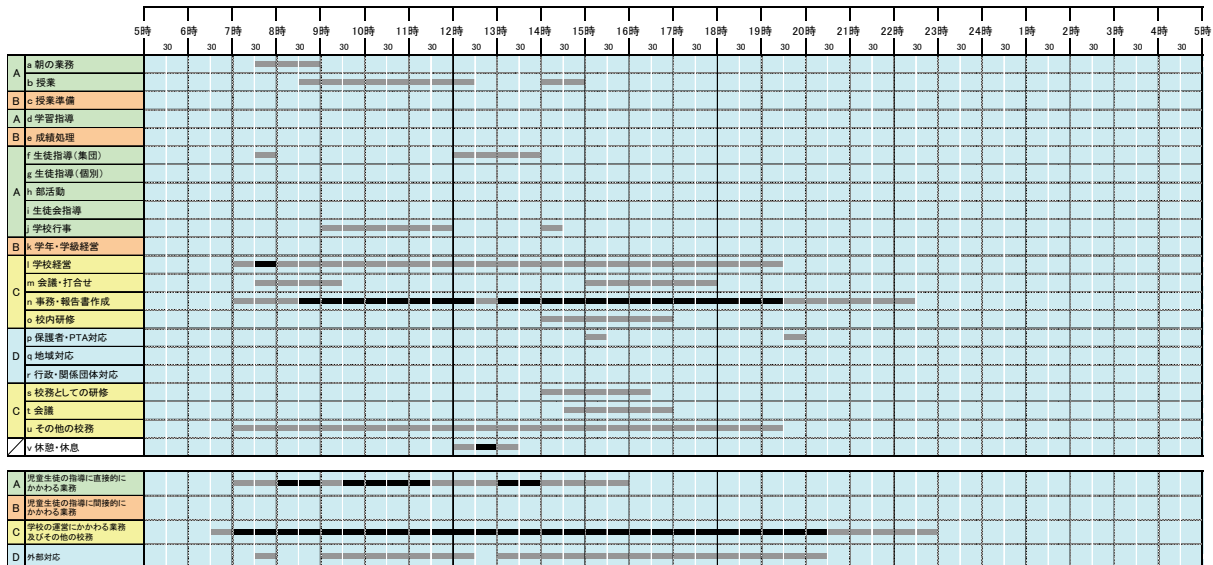 5時 6時 7時 8時 9時 10時 11時 12時 13時 14時 15時 16時 17時 18時 19時 20時 21時 22時 23時 24時 1時 2時 3時 4時 5時
30 30 30 30 30 30 30 30 30 30 30 30 30 30 30 30 30 30 30 30 30 30 30 30
A
a 朝の業務
b 授業
B c 授業準備
A d 学習指導
B e 成績処理
A
f 生徒指導(集団)
g 生徒指導(個別)
h 部活動
i 生徒会指導
j 学校行事
B k 学年・学級経営
C
l 学校経営
m 会議・打合せ
n 事務・報告書作成
o 校内研修
D
p 保護者・PTA対応
q 地域対応
r 行政・関係団体対応
C
s 校務としての研修
t 会議
u その他の校務
v 休憩・休息
A 児童生徒の指導に直接的に
かかわる業務
B 児童生徒の指導に間接的に
かかわる業務
C 学校の運営にかかわる業務
及びその他の校務
D 外部対応